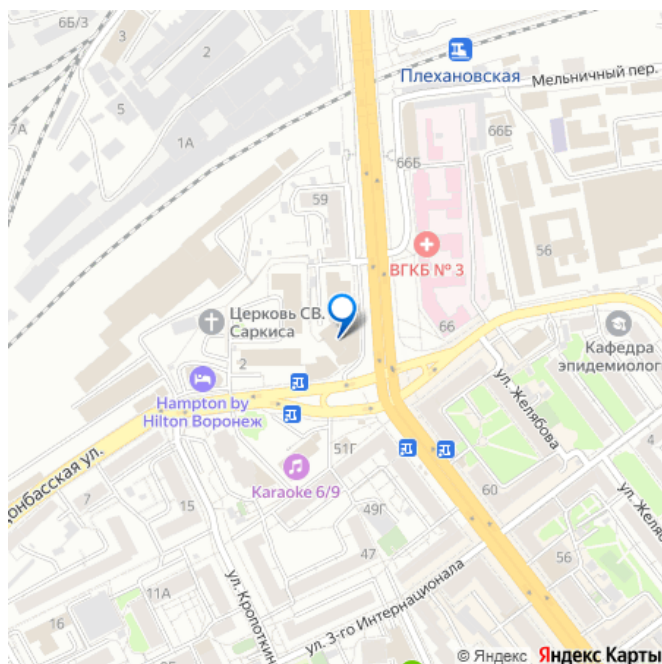 6Б/3
3
2
Плехановская
Мельничный пер.
5
7А
1А
66Б
66Б
59
56
ВГКБ № 3
Церковь СВ.
Саркиса
66
2
Кафедра
эпидемиолог
Hampton by
Hilton Воронеж
ул. Желябова
51Г
Донбасская ул.
Karaoke 6/9
7
15
60
49Г
ул. Желяб
47
56
11А
ул. 3-го Интернационала
ул. Кропоткин
16
© Яндекс Яндекс Карты